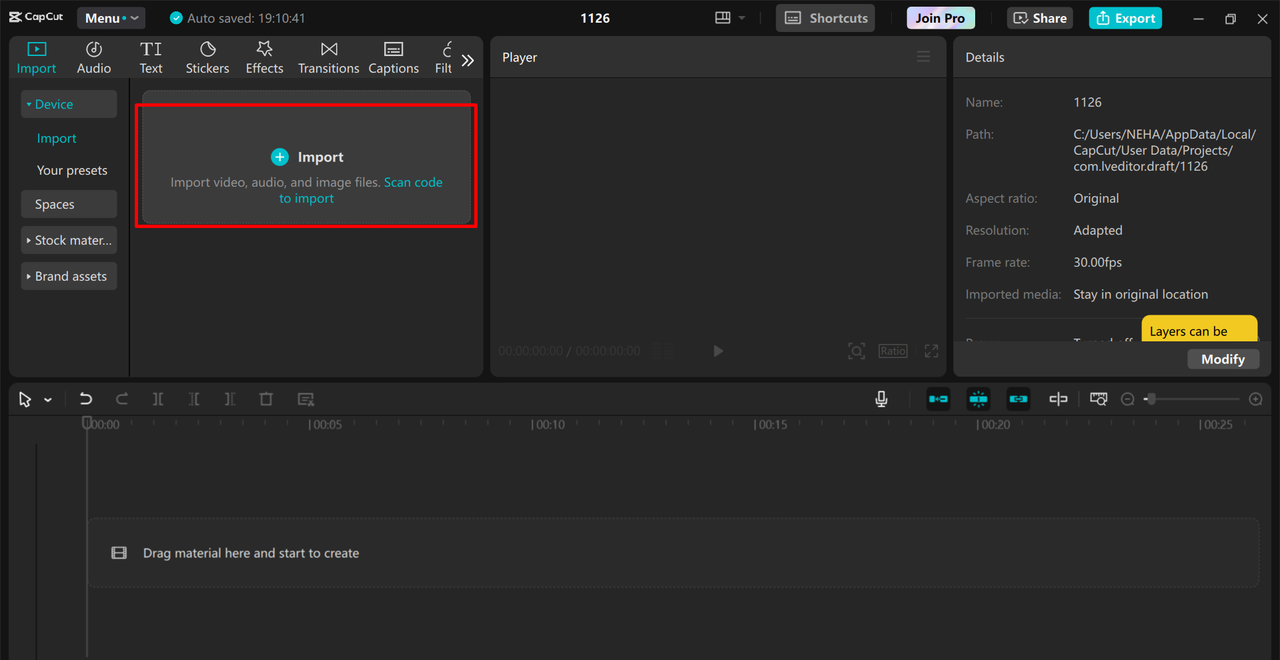 CapCut
Menu
Auto saved: 19:10:41
1126
Shortcuts
Join Pro
Share
Export
Import
Audio
Text
Stickers
Effects
Transitions
Captions
Filt
Device
Import
Your presets
Spaces
Stock mater...
Brand assets
Import
Import video, audio, and image files. Scan code
to import
Player
00:00:00:00 / 00:00:00:00
Ratio
Details
Name: 1126
Path: C:/Users/NEHA/AppData/Local/
CapCut/User Data/Projects/
com.lveditor.draft/1126
Aspect ratio: Original
Resolution: Adapted
Frame rate: 30.00fps
Imported media: Stay in original location
Layers can be
Modify
00:00
00:05
00:10
00:15
00:20
00:25
Drag material here and start to create